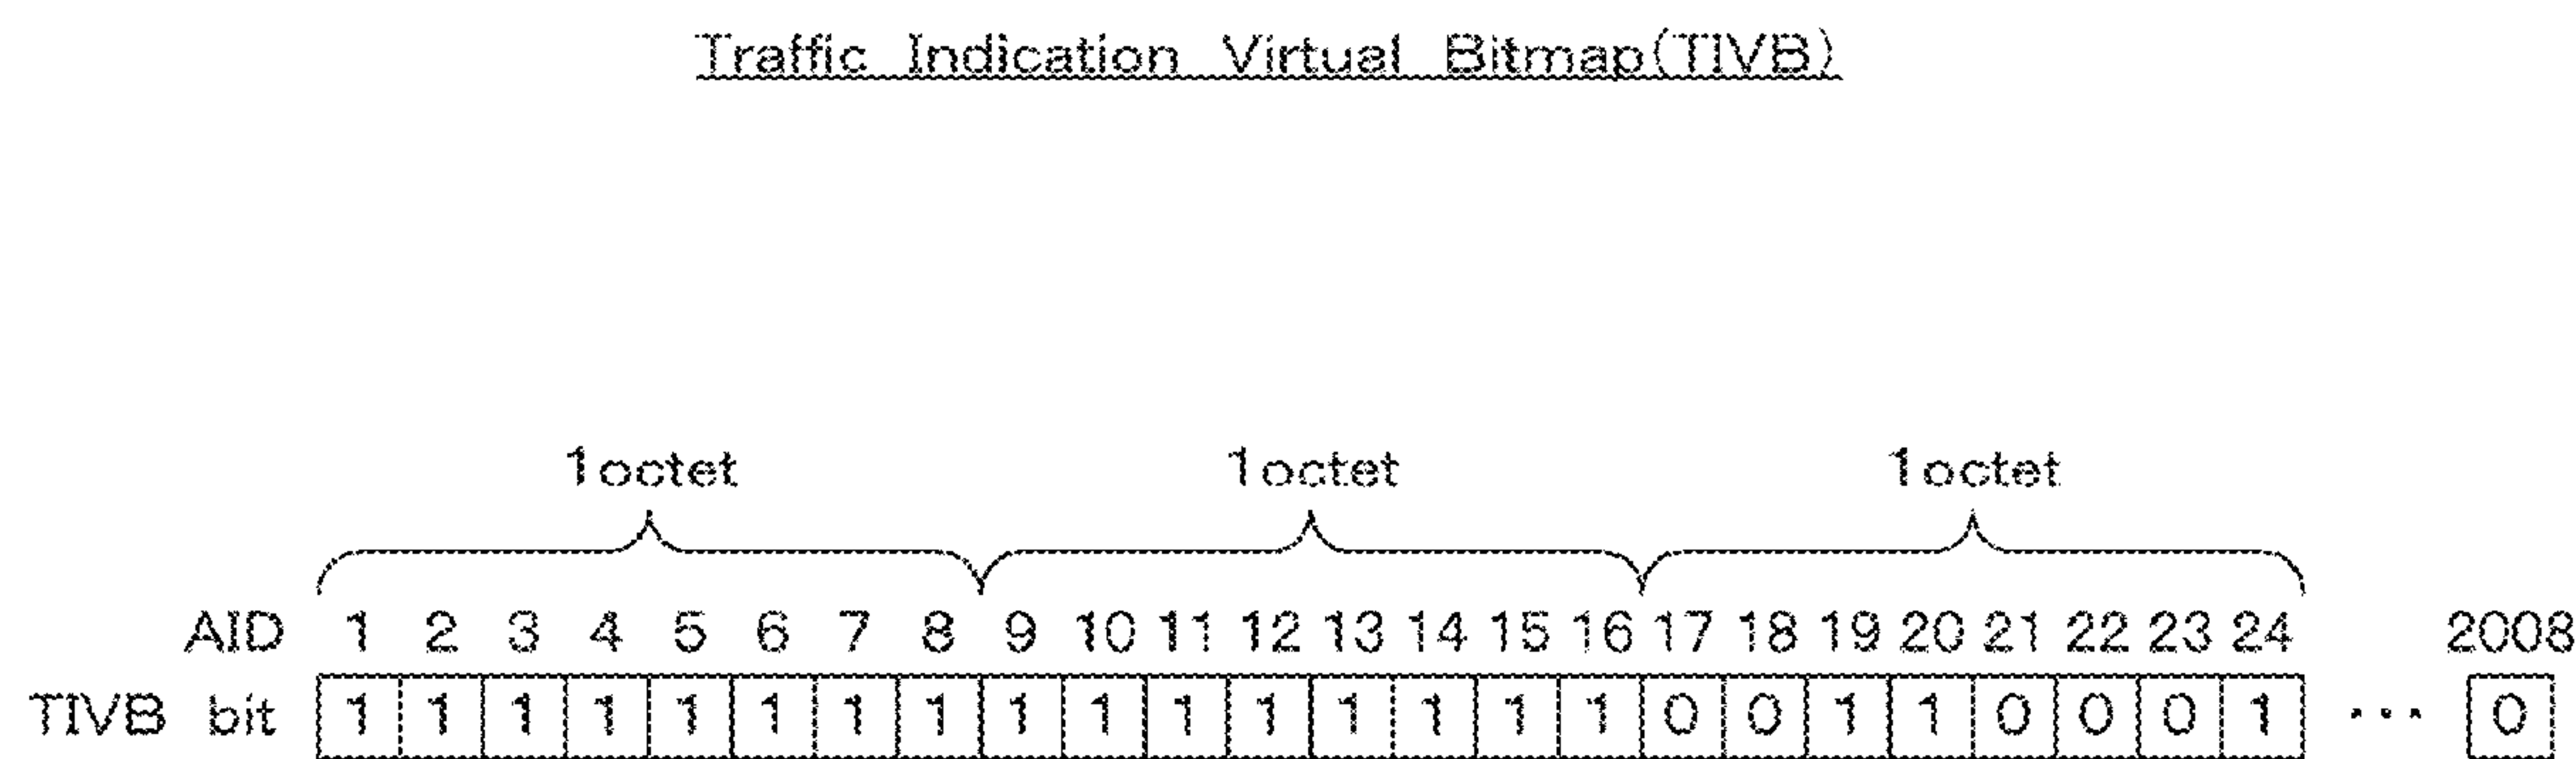 Traffic Indication Virtual Bitmap(TIVB)
1octet 1octet 1octet
AID 1 2 3 4 5 6 7 8 9 10 11 12 13 14 15 16 17 18 19 20 21 22 23 24 2008
TIVB bit 1 1 1 1 1 1 1 1 1 1 1 1 1 1 1 1 0 0 1 1 0 0 0 1 ... 0